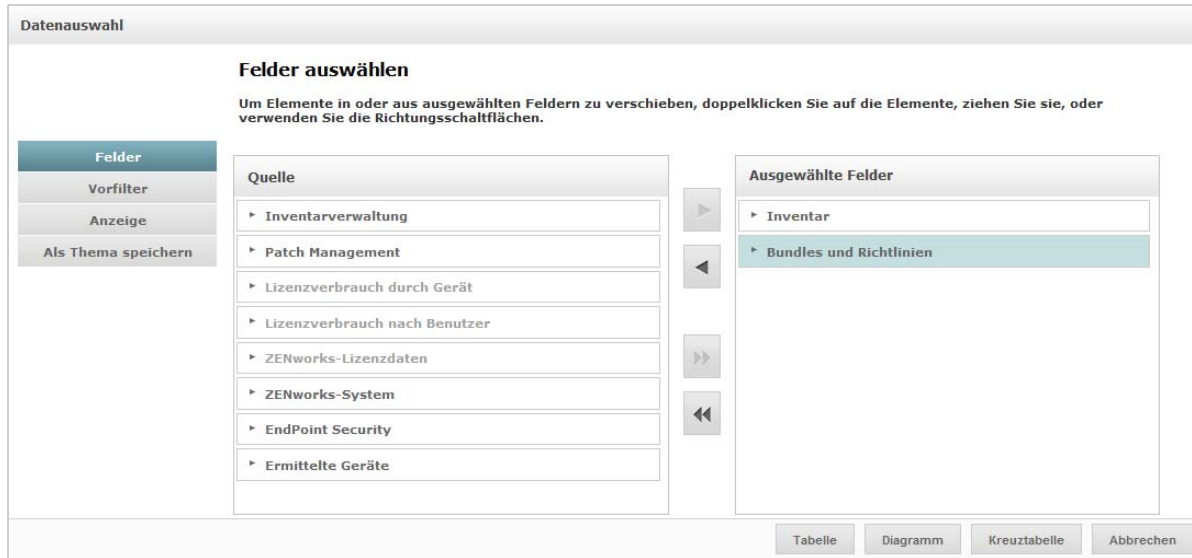 Datenauswahl
Felder auswählen
Um Elemente in oder aus ausgewählten Feldern zu verschieben, doppelklicken Sie auf die Elemente, ziehen Sie sie, oder
verwenden Sie die Richtungsschaltflächen.
Felder
Vorfilter
Anzeige
Als Thema speichern
Quelle
Inventarverwaltung
Patch Management
Lizenzverbrauch durch Gerät
Lizenzverbrauch nach Benutzer
ZENworks-Lizenzdaten
ZENworks-System
EndPoint Security
Ermittelte Geräte
Ausgewählte Felder
Inventar
Bundles und Richtlinien
Tabelle
Diagramm
Kreuztabelle
Abbrechen